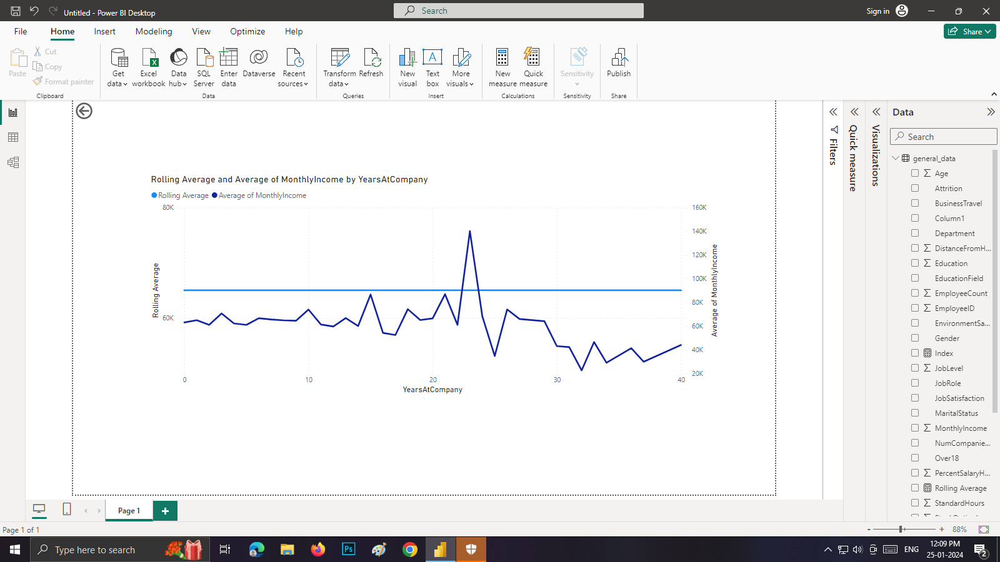 Untitled - Power BI Desktop
Search
Sign in
File
Home
Insert
Modeling
View
Optimize
Help
Share
Paste
Cut
Copy
Format painter
Clipboard
Get data
Excel workbook
Data hub
SQL Server
Enter data
Dataverse
Recent sources
Data
Transform data
Refresh
Queries
New visual
Text box
More visuals
Insert
New measure
Quick measure
Calculations
Sensitivity
Sensitivity
Publish
Share
Rolling Average and Average of MonthlyIncome by YearsAtCompany
Rolling Average
Average of MonthlyIncome
80K
60K
Rolling Average
160K
140K
120K
100K
80K
60K
40K
20K
Average of MonthlyIncome
0
10
20
30
40
YearsAtCompany
Filters
Quick measure
Visualizations
Data
Search
general_data
Age
Attrition
BusinessTravel
Column1
Department
DistanceFromH...
Education
EducationField
EmployeeCount
EmployeeID
EnvironmentSa...
Gender
Index
JobLevel
JobRole
JobSatisfaction
MaritalStatus
MonthlyIncome
NumCompanie...
Over18
PercentSalaryH...
Rolling Average
StandardHours
Page 1
Page 1 of 1
- + 88%
Type here to search
Ps
ENG
12:09 PM
25-01-2024
2